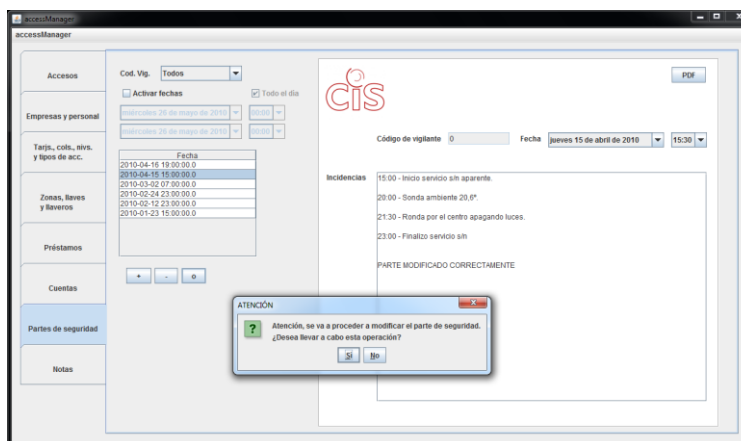 accessManager
accessManager
Accesos
Empresas y personal
Tarjs., cols., nivs.
y tipos de acc.
Zonas, llaves
y llaveros
Préstamos
Cuentas
Partes de seguridad
Notas
Cod. Vig. Todos
Activar fechas Todo el día
miércoles 26 de mayo de 2010 00:00
miércoles 26 de mayo de 2010 00:00
Fecha
2010-04-16 19:00:00.0
2010-04-15 15:00:00.0
2010-03-02 07:00:00.0
2010-02-24 23:00:00.0
2010-02-12 23:00:00.0
2010-01-23 15:00:00.0
+ - o
cis
PDF
Código de vigilante 0 Fecha jueves 15 de abril de 2010 15:30
Incidencias
15:00 - Inicio servicio s/n aparente.
20:00 - Sonda ambiente 20,6º.
21:30 - Ronda por el centro apagando luces.
23:00 - Finalizo servicio s/n
PARTE MODIFICADO CORRECTAMENTE
ATENCIÓN
Atención, se va a proceder a modificar el parte de seguridad.
¿Desea llevar a cabo esta operación?
Sí No